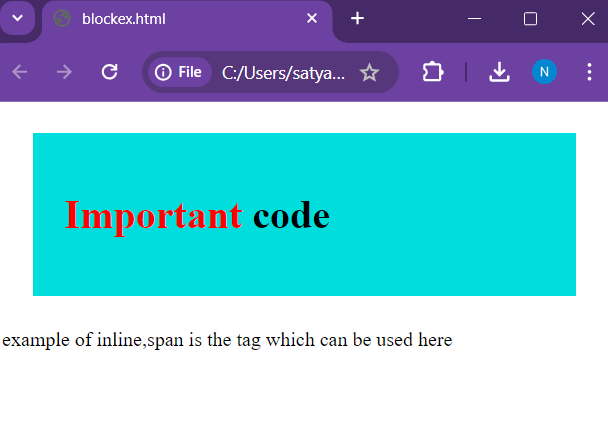 blockex.html
File
C:/Users/satya...
N
Important code
example of inline,span is the tag which can be used here